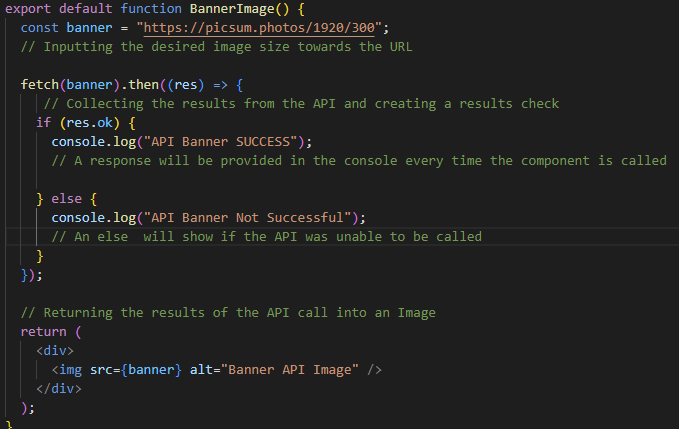 export default function BannerImage() {
const banner = "https://picsum.photos/1920/300";
// Inputting the desired image size towards the URL
fetch(banner).then((res) => {
// Collecting the results from the API and creating a results check
if (res.ok) {
console.log("API Banner SUCCESS");
// A response will be provided in the console every time the component is called
} else {
console.log("API Banner Not Successful");
// An else  will show if the API was unable to be called
}
});
// Returning the results of the API call into an Image
return (
<div>
<img src={banner} alt="Banner API Image" />
</div>
);
}